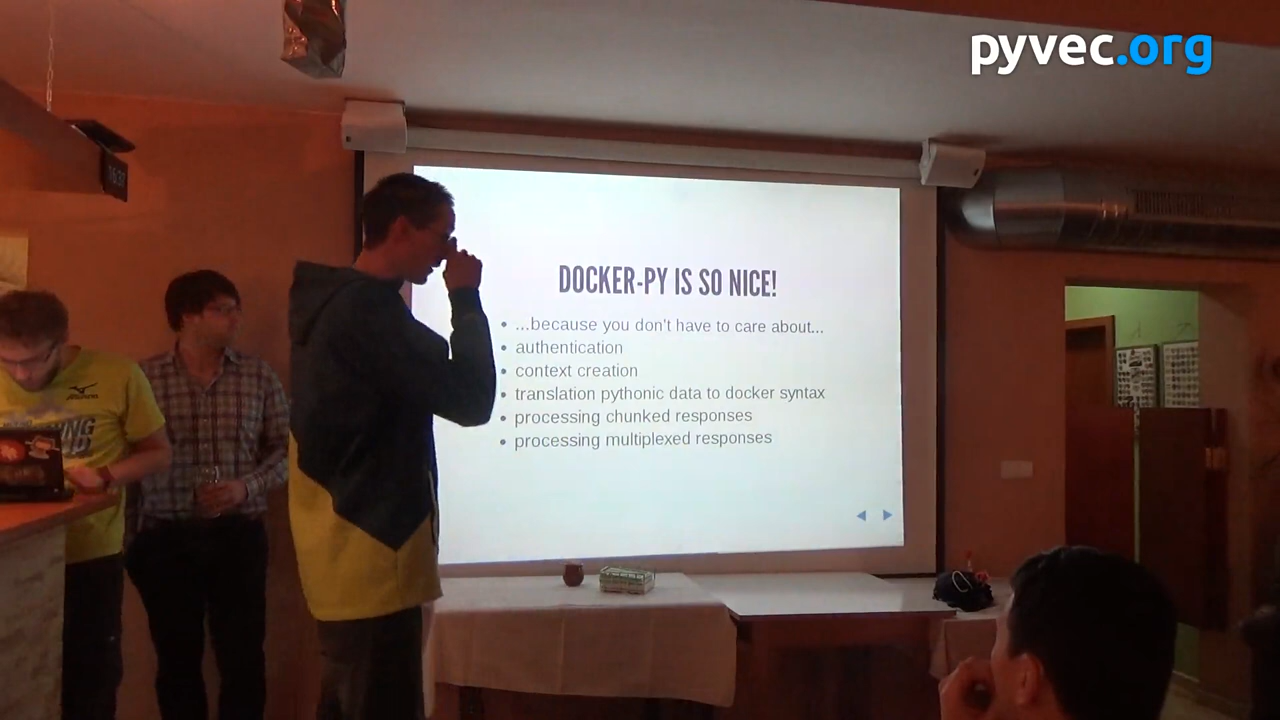 pyvec.org
DOCKER-PY IS SO NICE!
...because you don't have to care about...
authentication
context creation
translation pythonic data to docker syntax
processing chunked responses
processing multiplexed responses